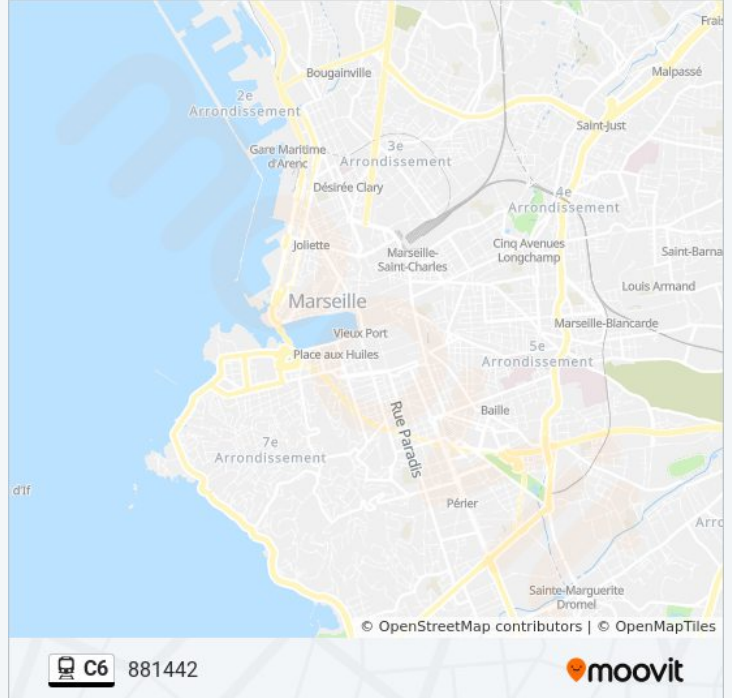 Frais
Bougainville
Malpassé
2e
Arrondissement
Saint-Just
Gare Maritime
d'Arenc
3e
Arrondissement
Désirée Clary
4e
Arrondissement
Joliette
Marseille-
Saint-Charles
Cinq Avenues
Longchamp
Saint-Barna
Louis Armand
Marseille
Vieux Port
Marseille-Blancarde
Place aux Huiles
5e
Arrondissement
Rue Paradis
Baille
7e
Arrondissement
d'If
Périer
Arro
Sainte-Marguerite
Dromel
© OpenStreetMap contributors | © OpenMapTiles
C6 881442
moovit